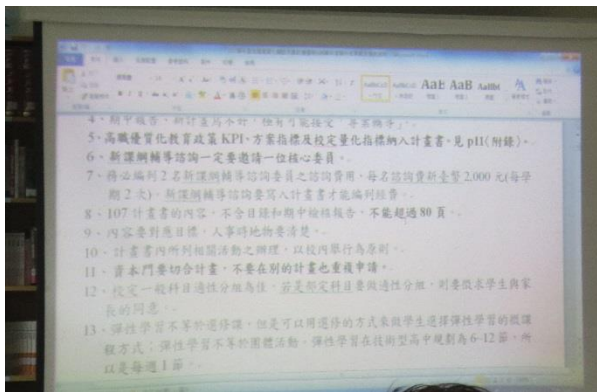 5、高職優質化教育政策 KPI、方案指標及校定量化指標納入計畫書，見 p11(附錄)。
6、新課綱輔導諮詢一定要邀請一位核心委員。
7、務必編列 2 名新課綱輔導諮詢委員之諮詢費用，每名諮詢費新臺幣 2,000 元(每學
期 2 次)，新課綱輔導諮詢要寫入計畫書才能編列經費。
8、107 計畫書的內容，不含目錄和期中檢核報告，不能超過 80 頁。
9、內容要對應目標，人事時地物要清楚。
10、計畫書內所列相關活動之辦理，以校內舉行為原則。
11、資本門要切合計畫，不要在別的計畫也重複申請。
12、校定一般科目適性分組為佳，若是部定科目要做適性分組，則要徵求學生與家
長的同意。
13、彈性學習不等於選修課，但是可以用選修的方式來做學生選擇彈性學習的微課
程方式；彈性學習不等於團體活動，彈性學習在技術型高中規劃為 6-12 節，所
以是每週 1 節。